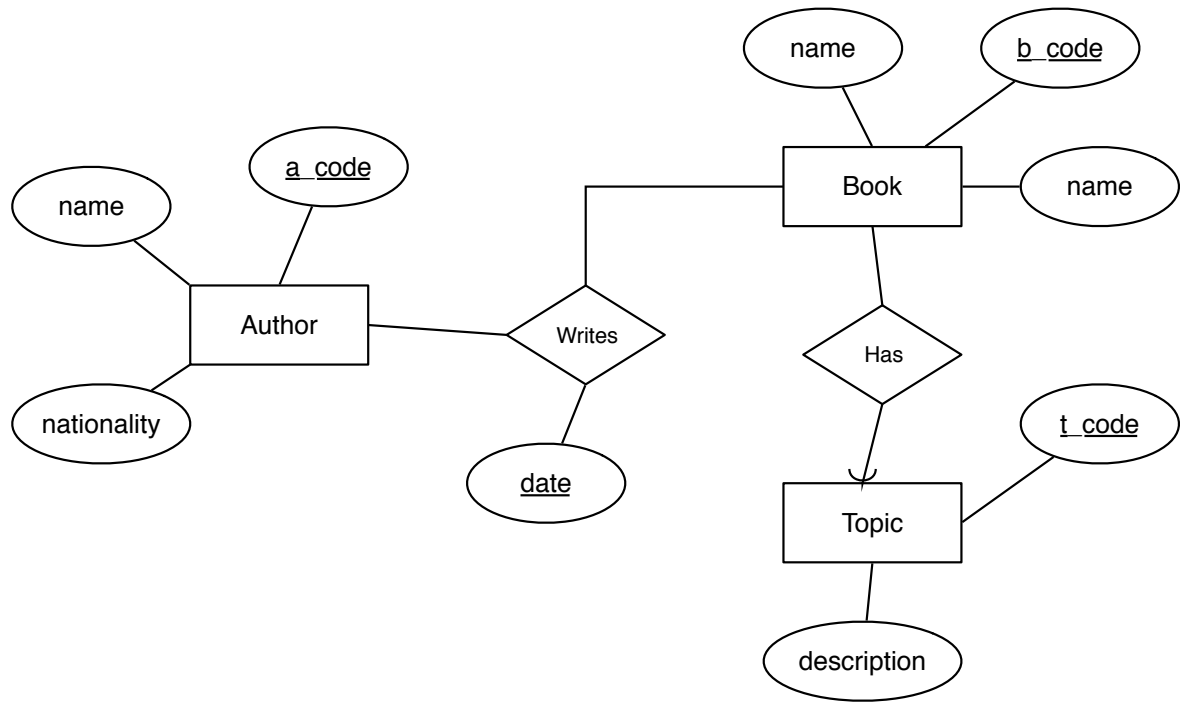 name
b_code
a_code
name
Book
name
Author
Writes
Has
nationality
t_code
date
Topic
description